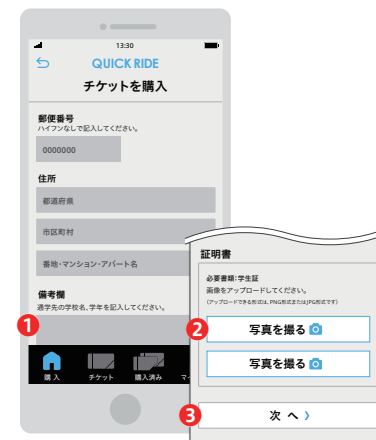 13:30
QUICK RIDE
チケットを購入
郵便番号
ハイフンなしで記入してください。
0000000
住所
都道府県
市区町村
番地・マンション・アパート名
備考欄
通学先の学校名、学年を記入してください。
1
購入
チケット
購入済み
マ
証明書
必要書類：学生証
画像をアップロードしてください。
(アップロードできる形式は、PNG形式またはJPG形式です)
2
写真を撮る
写真を撮る
3
次へ